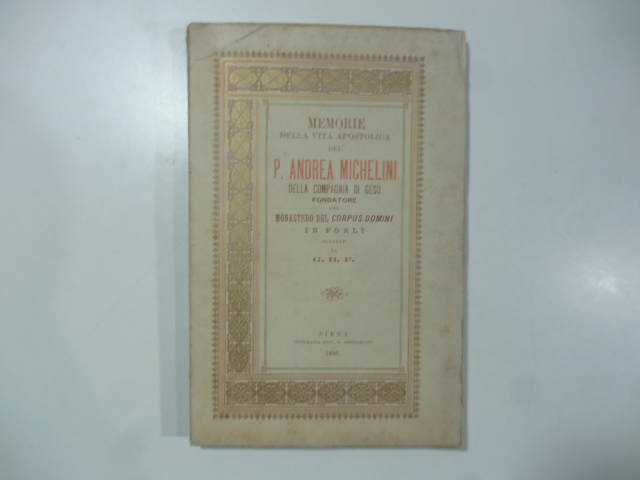 MEMORIE
DELLA VITA APOSTOLICA
DEL
P. ANDREA MICHELINI
DELLA COMPAGNIA DI GESÙ
FONDATORE
DEL
MONASTERO DEL CORPUS DOMINI
IN FORLÌ
DA
SIENA